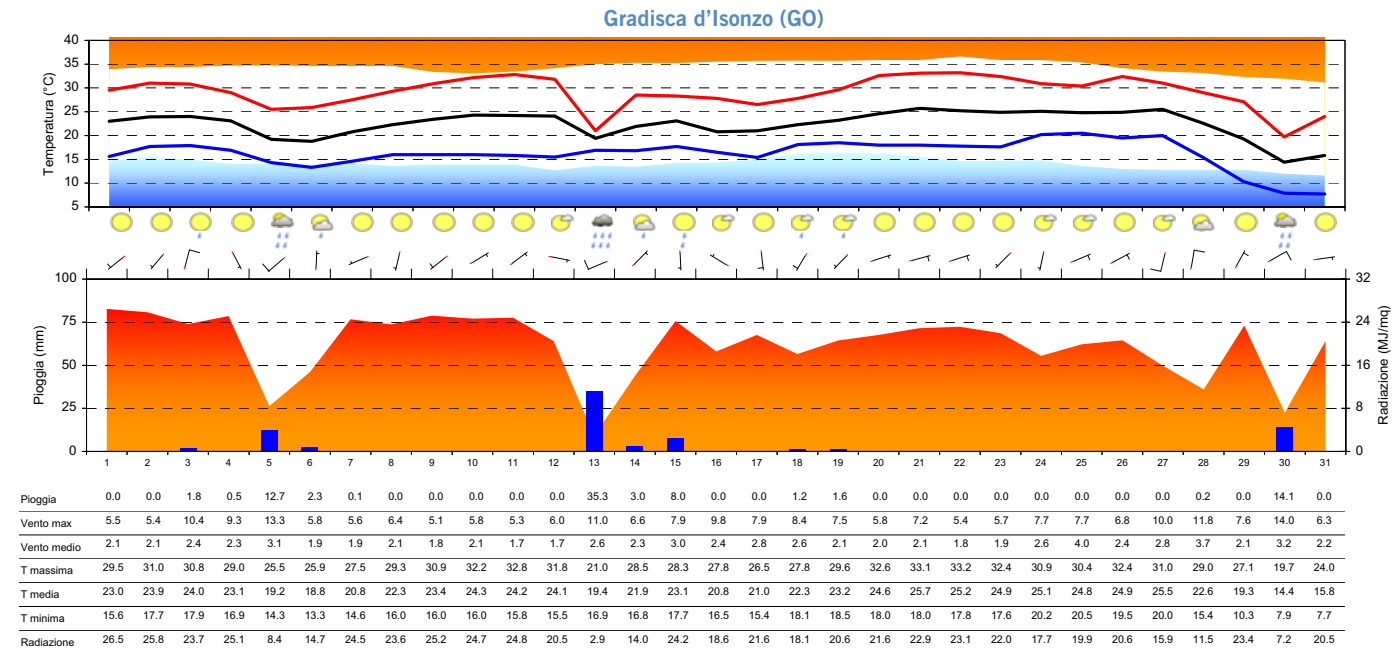 Gradisca d'Isonzo (GO)
40
35
30
25
20
15
10
5
Temperatura (°C)
100
75
50
25
0
Pioggia (mm)
32
24
16
8
0
Radiazione (MJ/mq)
1 2 3 4 5 6 7 8 9 10 11 12 13 14 15 16 17 18 19 20 21 22 23 24 25 26 27 28 29 30 31
Pioggia 0.0 0.0 1.8 0.5 12.7 2.3 0.1 0.0 0.0 0.0 0.0 0.0 35.3 3.0 8.0 0.0 0.0 1.2 1.6 0.0 0.0 0.0 0.0 0.0 0.0 0.0 0.0 0.2 0.0 14.1 0.0
Vento max 5.5 5.4 10.4 9.3 13.3 5.8 5.6 6.4 5.1 5.8 5.3 6.0 11.0 6.6 7.9 9.8 7.9 8.4 7.5 5.8 7.2 5.4 5.7 7.7 7.7 6.8 10.0 11.8 7.6 14.0 6.3
Vento medio 2.1 2.1 2.4 2.3 3.1 1.9 1.9 2.1 1.8 2.1 1.7 1.7 2.6 2.3 3.0 2.4 2.8 2.6 2.1 2.0 2.1 1.8 1.9 2.6 4.0 2.4 2.8 3.7 2.1 3.2 2.2
T massima 29.5 31.0 30.8 29.0 25.5 25.9 27.5 29.3 30.9 32.2 32.8 31.8 21.0 28.5 28.3 27.8 26.5 27.8 29.6 32.6 33.1 33.2 32.4 30.9 30.4 32.4 31.0 29.0 27.1 19.7 24.0
T media 23.0 23.9 24.0 23.1 19.2 18.8 20.8 22.3 23.4 24.3 24.2 24.1 19.4 21.9 23.1 20.8 21.0 22.3 23.2 24.6 25.7 25.2 24.9 25.1 24.8 24.9 25.5 22.6 19.3 14.4 15.8
T minima 15.6 17.7 17.9 16.9 14.3 13.3 14.6 16.0 16.0 16.0 15.8 15.5 16.9 16.8 17.7 16.5 15.4 18.1 18.5 18.0 18.0 17.8 17.6 20.2 20.5 19.5 20.0 15.4 10.3 7.9 7.7
Radiazione 26.5 25.8 23.7 25.1 8.4 14.7 24.5 23.6 25.2 24.7 24.8 20.5 2.9 14.0 24.2 18.6 21.6 18.1 20.6 21.6 22.9 23.1 22.0 17.7 19.9 20.6 15.9 11.5 23.4 7.2 20.5